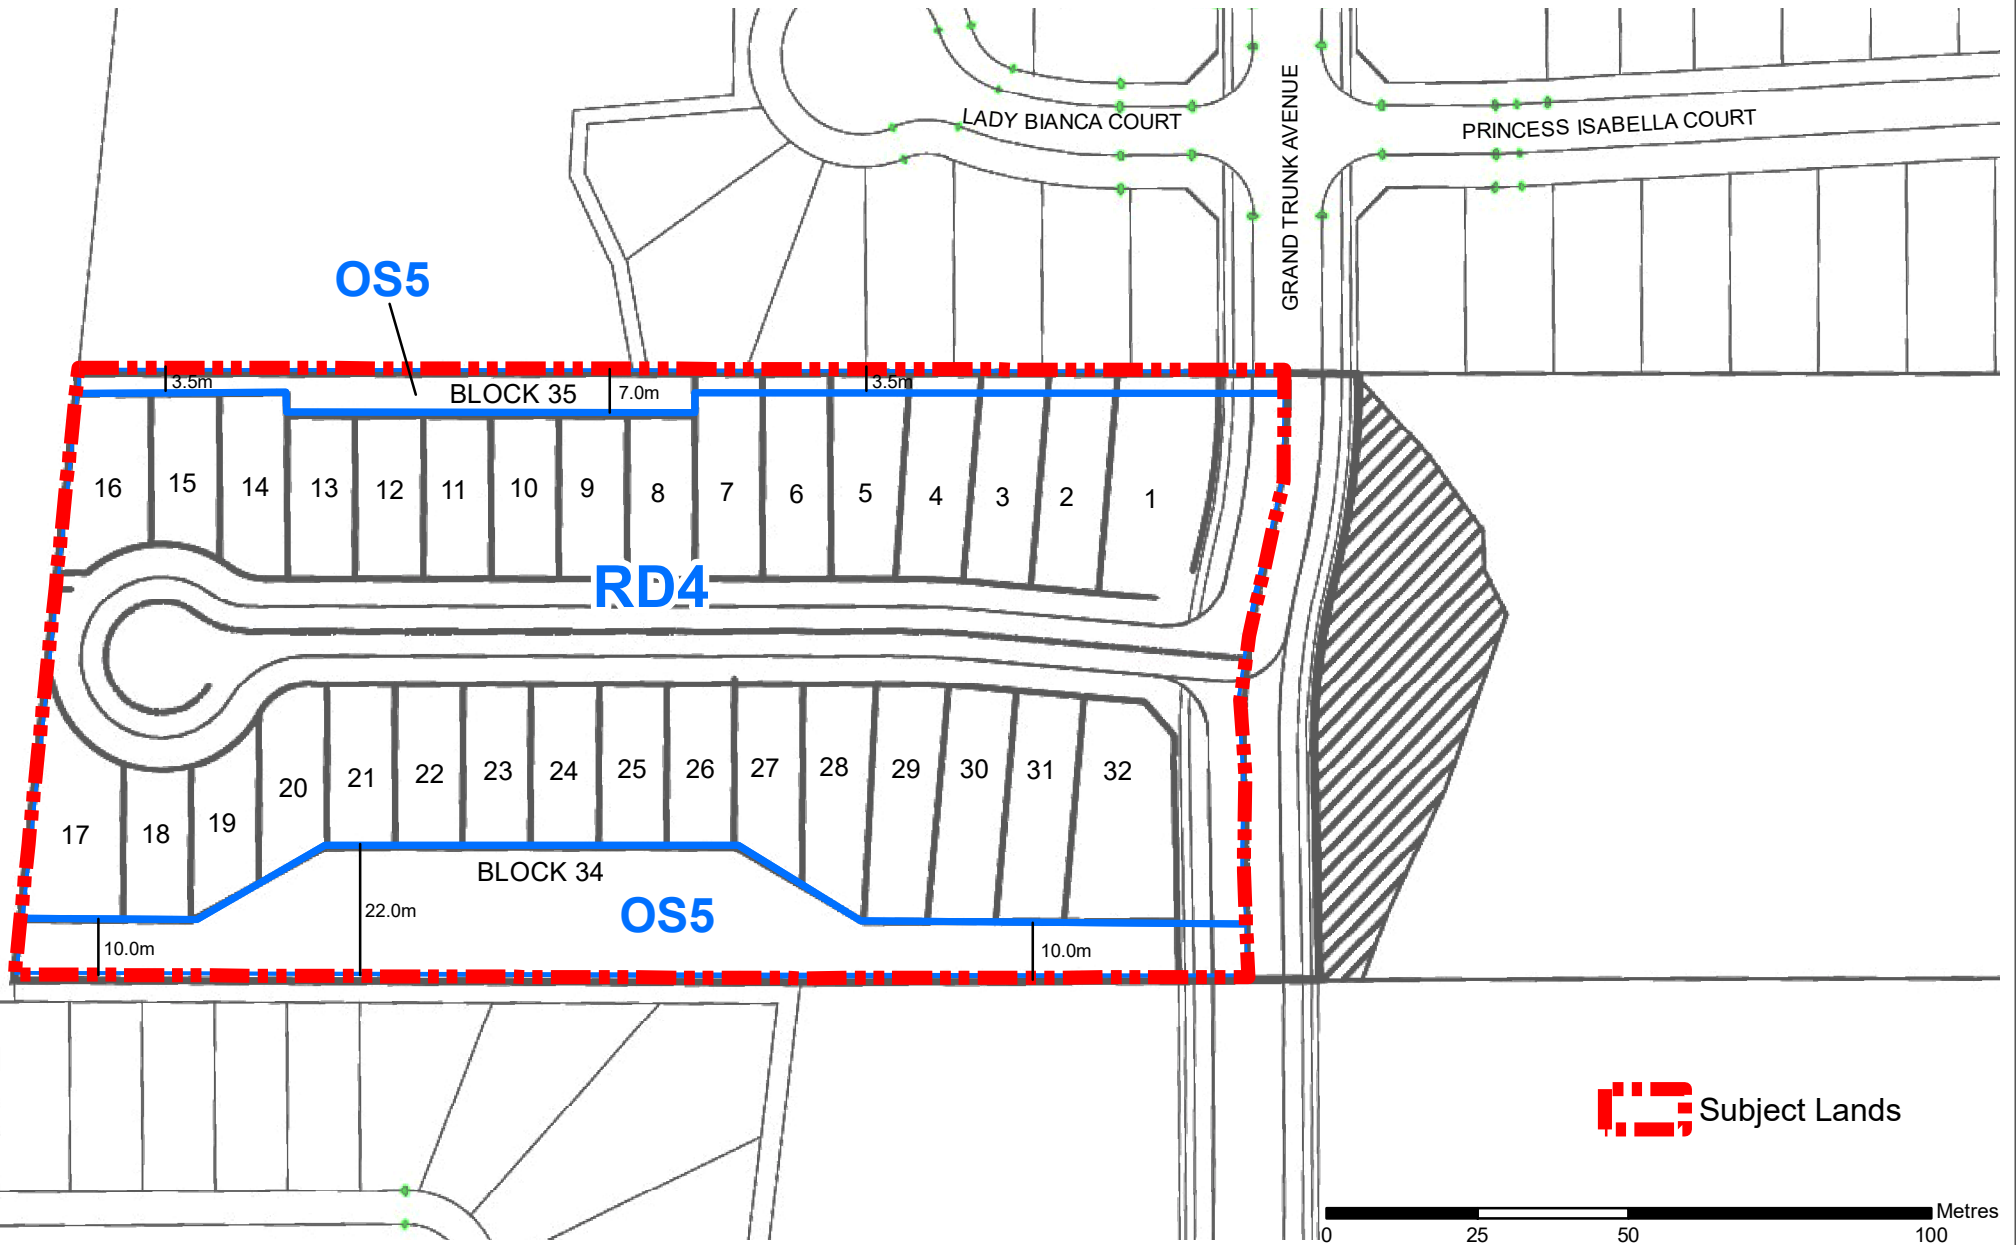 LADY BIANCA COURT
PRINCESS ISABELLA COURT
GRAND TRUNK AVENUE
OS5
3.5m
BLOCK 35
7.0m
3.5m
16
15
14
13
12
11
10
9
8
7
6
5
4
3
2
1
RD4
17
18
19
20
21
22
23
24
25
26
27
28
29
30
31
32
BLOCK 34
22.0m
OS5
10.0m
10.0m
Subject Lands
Metres
0
25
50
100